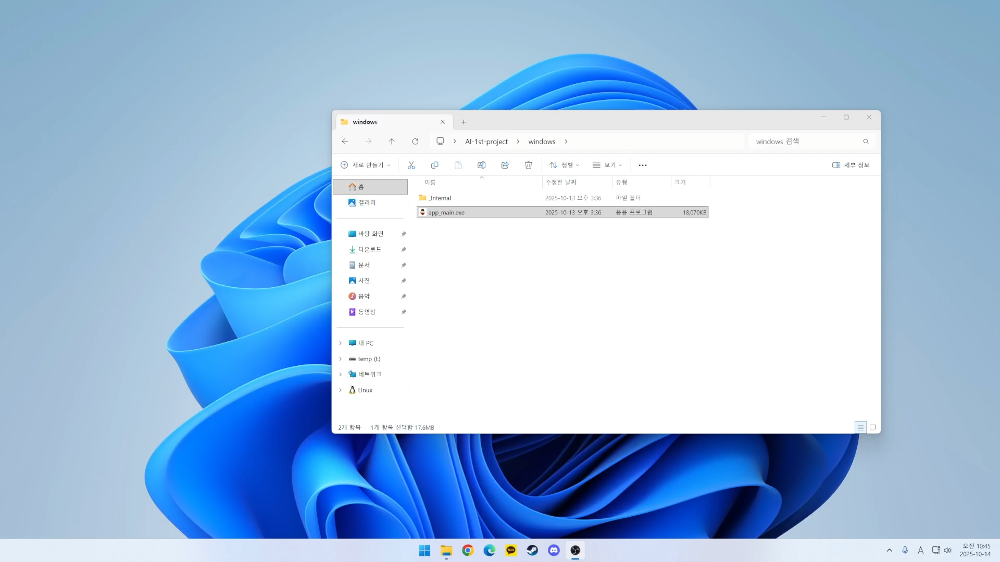 windows
AI-1st-project
windows
windows 검색
새로 만들기
정렬
보기
세부 정보
이름
수정한 날짜
유형
크기
_internal
2025-10-13 오후 3:36
파일 폴더
app_main.exe
2025-10-13 오후 3:36
응용 프로그램
18,070KB
홈
갤러리
바탕 화면
다운로드
문서
사진
음악
동영상
내 PC
temp (I:)
네트워크
Linux
2개 항목
1개 항목 선택함 17.6MB
TALK
A
오전 10:45
2025-10-14